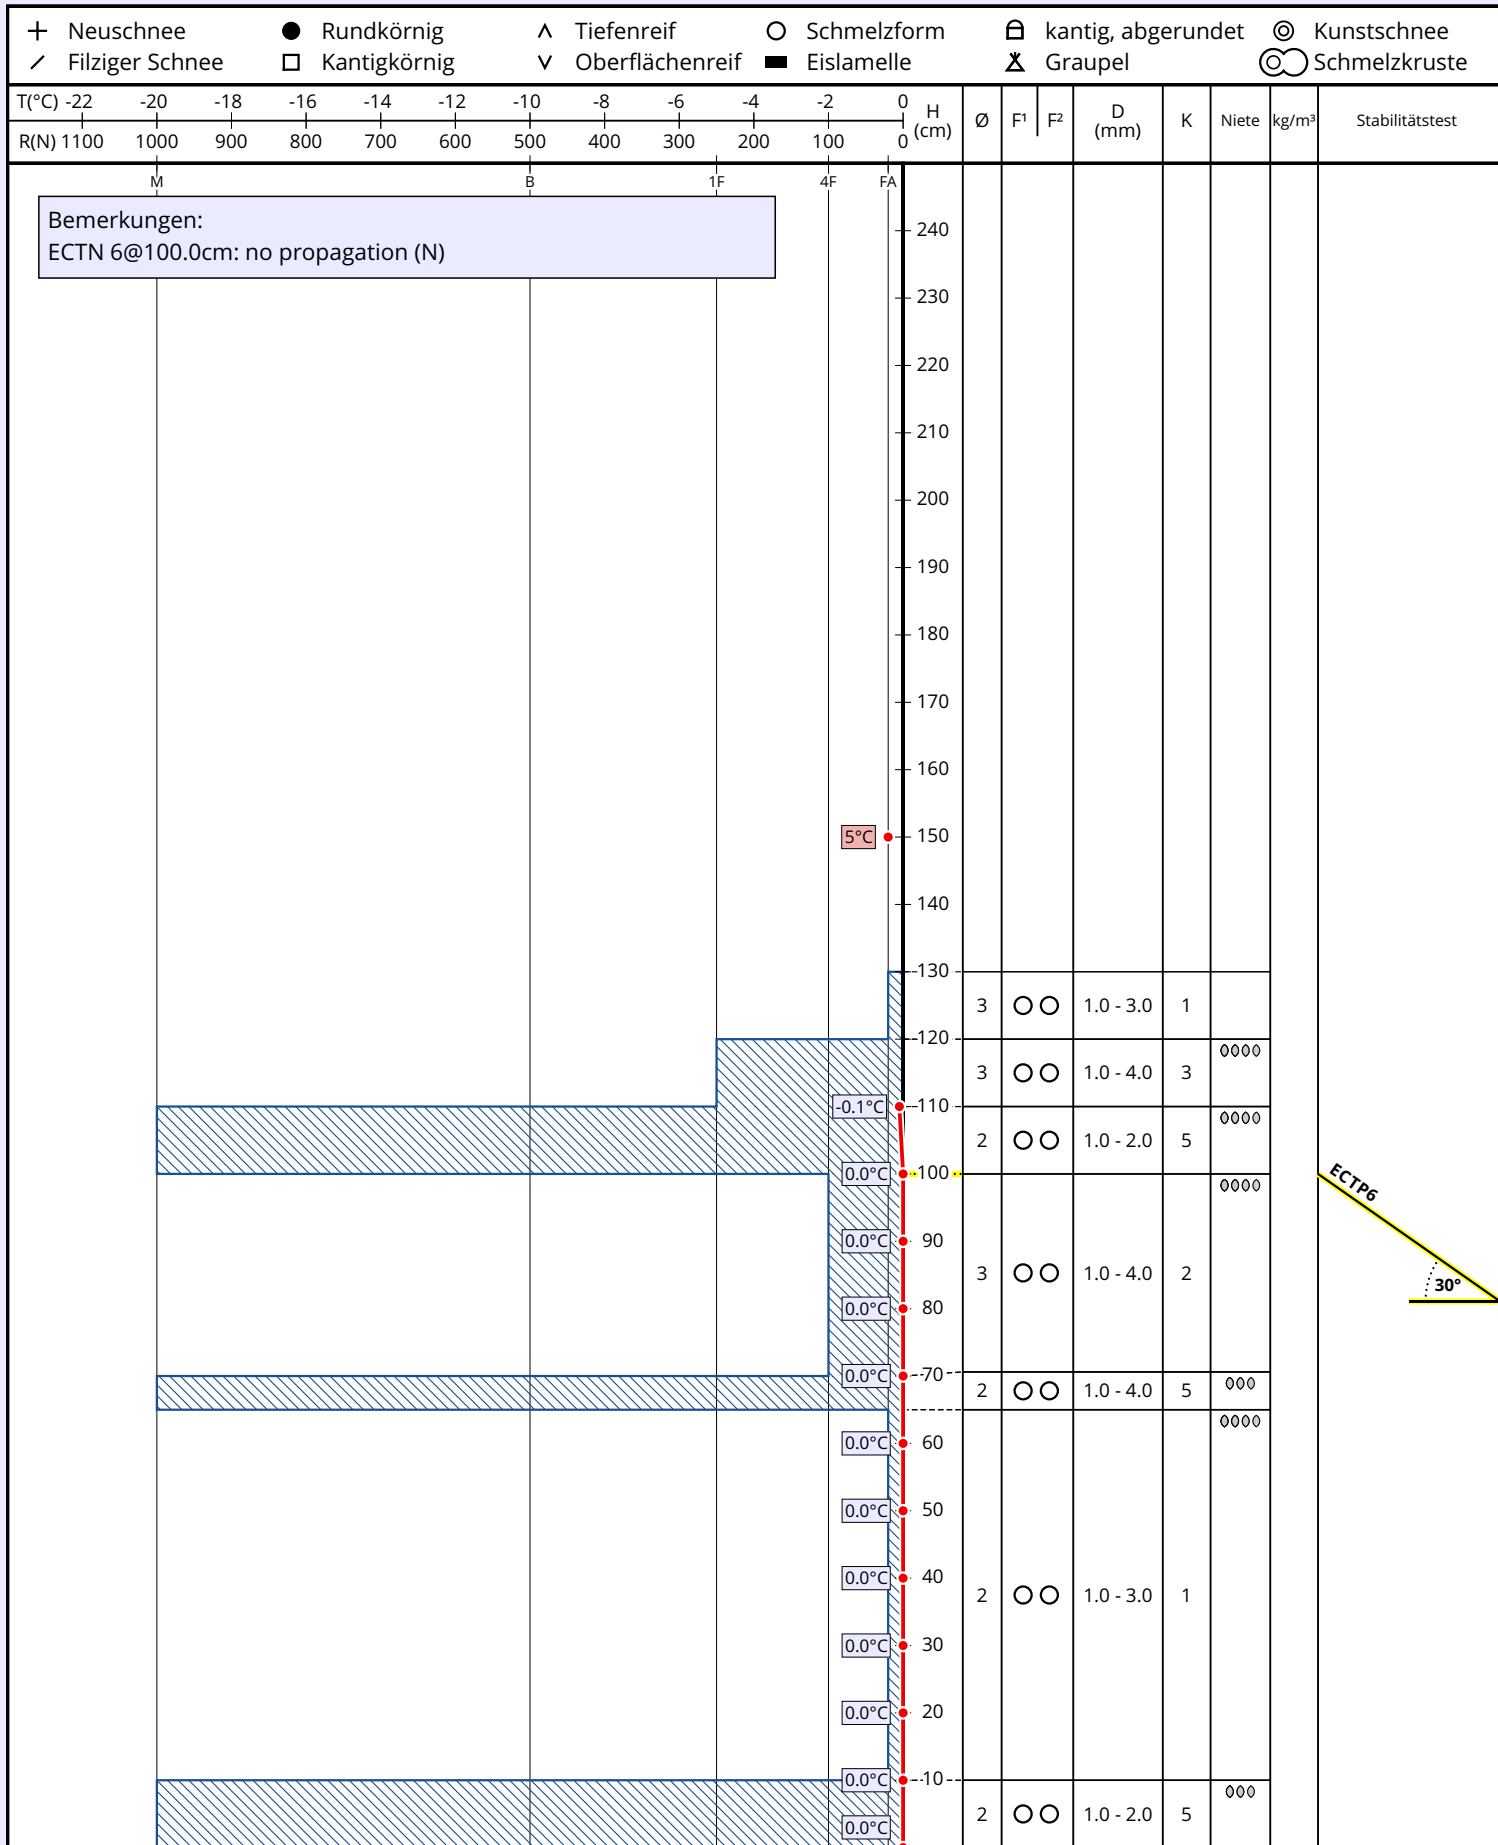 Neuschnee Rundkörnig Tiefenreif Schmelzform kantig, abgerundet Kunstschnee
Filziger Schnee Kantigkörnig Oberflächenreif Eislamelle Graupel Schmelzkruste
T(°C) -22 -20 -18 -16 -14 -12 -10 -8 -6 -4 -2 0
R(N) 1100 1000 900 800 700 600 500 400 300 200 100 0
H (cm) Ø F¹ F² D (mm) K Niete kg/m³ Stabilitätstest
M B 1F 4F FA
Bemerkungen:
ECTN 6@100.0cm: no propagation (N)
240
230
220
210
200
190
180
170
160
5°C 150
140
130
3 1.0 - 3.0 1
120
3 1.0 - 4.0 3
-0.1°C 110
2 1.0 - 2.0 5
0.0°C 100
ECTP6
0.0°C 90
3 1.0 - 4.0 2
30°
0.0°C 80
0.0°C 70
2 1.0 - 4.0 5
0.0°C 60
0.0°C 50
0.0°C 40
2 1.0 - 3.0 1
0.0°C 30
0.0°C 20
0.0°C 10
2 1.0 - 2.0 5
0.0°C